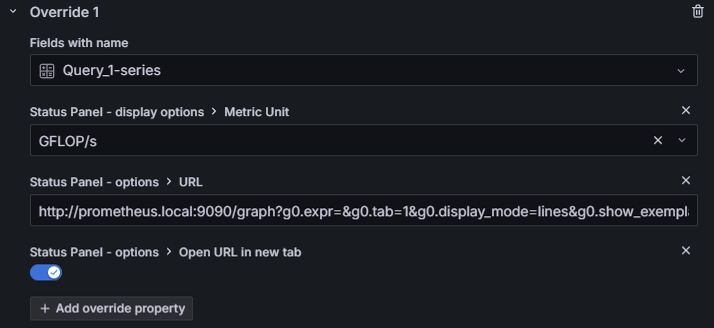 Override 1
Fields with name
Query_1-series
Status Panel - display options > Metric Unit
GFLOP/s
Status Panel - options > URL
http://prometheus.local:9090/graph?g0.expr=&g0.tab=1&g0.display_mode=lines&g0.show_exempl
Status Panel - options > Open URL in new tab
+ Add override property